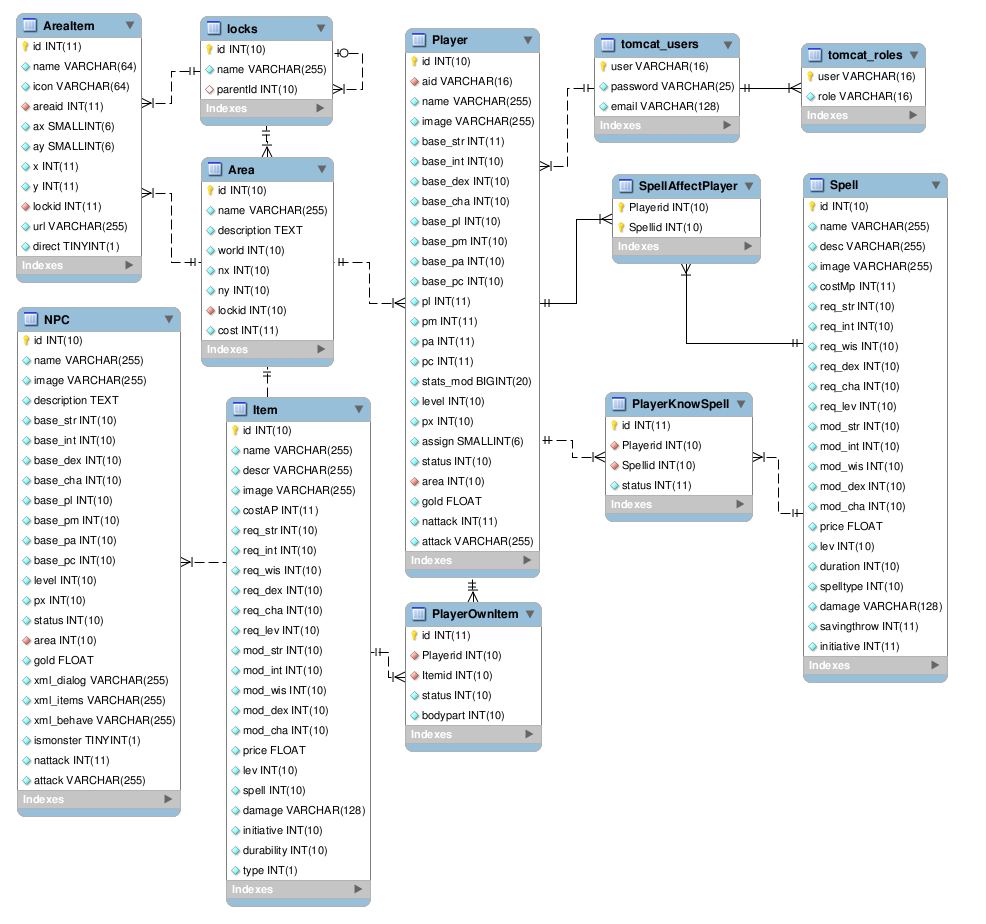 AreaItem
id INT(11)
name VARCHAR(64)
icon VARCHAR(64)
areaid INT(11)
ax SMALLINT(6)
ay SMALLINT(6)
x INT(11)
y INT(11)
lockid INT(11)
url VARCHAR(255)
direct TINYINT(1)
Indexes
locks
id INT(10)
name VARCHAR(255)
parentId INT(10)
Indexes
Area
id INT(10)
name VARCHAR(255)
description TEXT
world INT(10)
nx INT(10)
ny INT(10)
lockid INT(10)
cost INT(11)
Indexes
Player
id INT(10)
aid VARCHAR(16)
name VARCHAR(255)
image VARCHAR(255)
base_str INT(11)
base_int INT(10)
base_dex INT(10)
base_cha INT(10)
base_pl INT(10)
base_pm INT(10)
base_pa INT(10)
base_pc INT(10)
pl INT(11)
pm INT(11)
pa INT(11)
pc INT(11)
stats_mod BIGINT(20)
level INT(10)
px INT(10)
assign SMALLINT(6)
status INT(10)
area INT(10)
gold FLOAT
nattack INT(11)
attack VARCHAR(255)
Indexes
tomcat_users
user VARCHAR(16)
password VARCHAR(25)
email VARCHAR(128)
Indexes
tomcat_roles
user VARCHAR(16)
role VARCHAR(16)
Indexes
SpellAffectPlayer
Playerid INT(10)
Spellid INT(10)
Indexes
Spell
id INT(10)
name VARCHAR(255)
desc VARCHAR(255)
image VARCHAR(255)
costMp INT(11)
req_str INT(10)
req_int INT(10)
req_wis INT(10)
req_dex INT(10)
req_cha INT(10)
req_lev INT(10)
mod_str INT(10)
mod_int INT(10)
mod_wis INT(10)
mod_dex INT(10)
mod_cha INT(10)
price FLOAT
lev INT(10)
duration INT(10)
spelltype INT(10)
damage VARCHAR(128)
savingthrow INT(11)
initiative INT(11)
Indexes
NPC
id INT(10)
name VARCHAR(255)
image VARCHAR(255)
description TEXT
base_str INT(10)
base_int INT(10)
base_dex INT(10)
base_cha INT(10)
base_pl INT(10)
base_pm INT(10)
base_pa INT(10)
base_pc INT(10)
level INT(10)
px INT(10)
status INT(10)
area INT(10)
gold FLOAT
xml_dialog VARCHAR(255)
xml_items VARCHAR(255)
xml_behave VARCHAR(255)
ismonster TINYINT(1)
nattack INT(11)
attack VARCHAR(255)
Indexes
Item
id INT(10)
name VARCHAR(255)
descr VARCHAR(255)
image VARCHAR(255)
costAP INT(11)
req_str INT(10)
req_int INT(10)
req_wis INT(10)
req_dex INT(10)
req_cha INT(10)
req_lev INT(10)
mod_str INT(10)
mod_int INT(10)
mod_wis INT(10)
mod_dex INT(10)
mod_cha INT(10)
price FLOAT
lev INT(10)
spell INT(10)
damage VARCHAR(128)
initiative INT(10)
durability INT(10)
type INT(1)
Indexes
PlayerKnowSpell
id INT(11)
Playerid INT(10)
Spellid INT(10)
status INT(11)
Indexes
PlayerOwnItem
id INT(11)
Playerid INT(10)
Itemid INT(10)
status INT(10)
bodypart INT(10)
Indexes